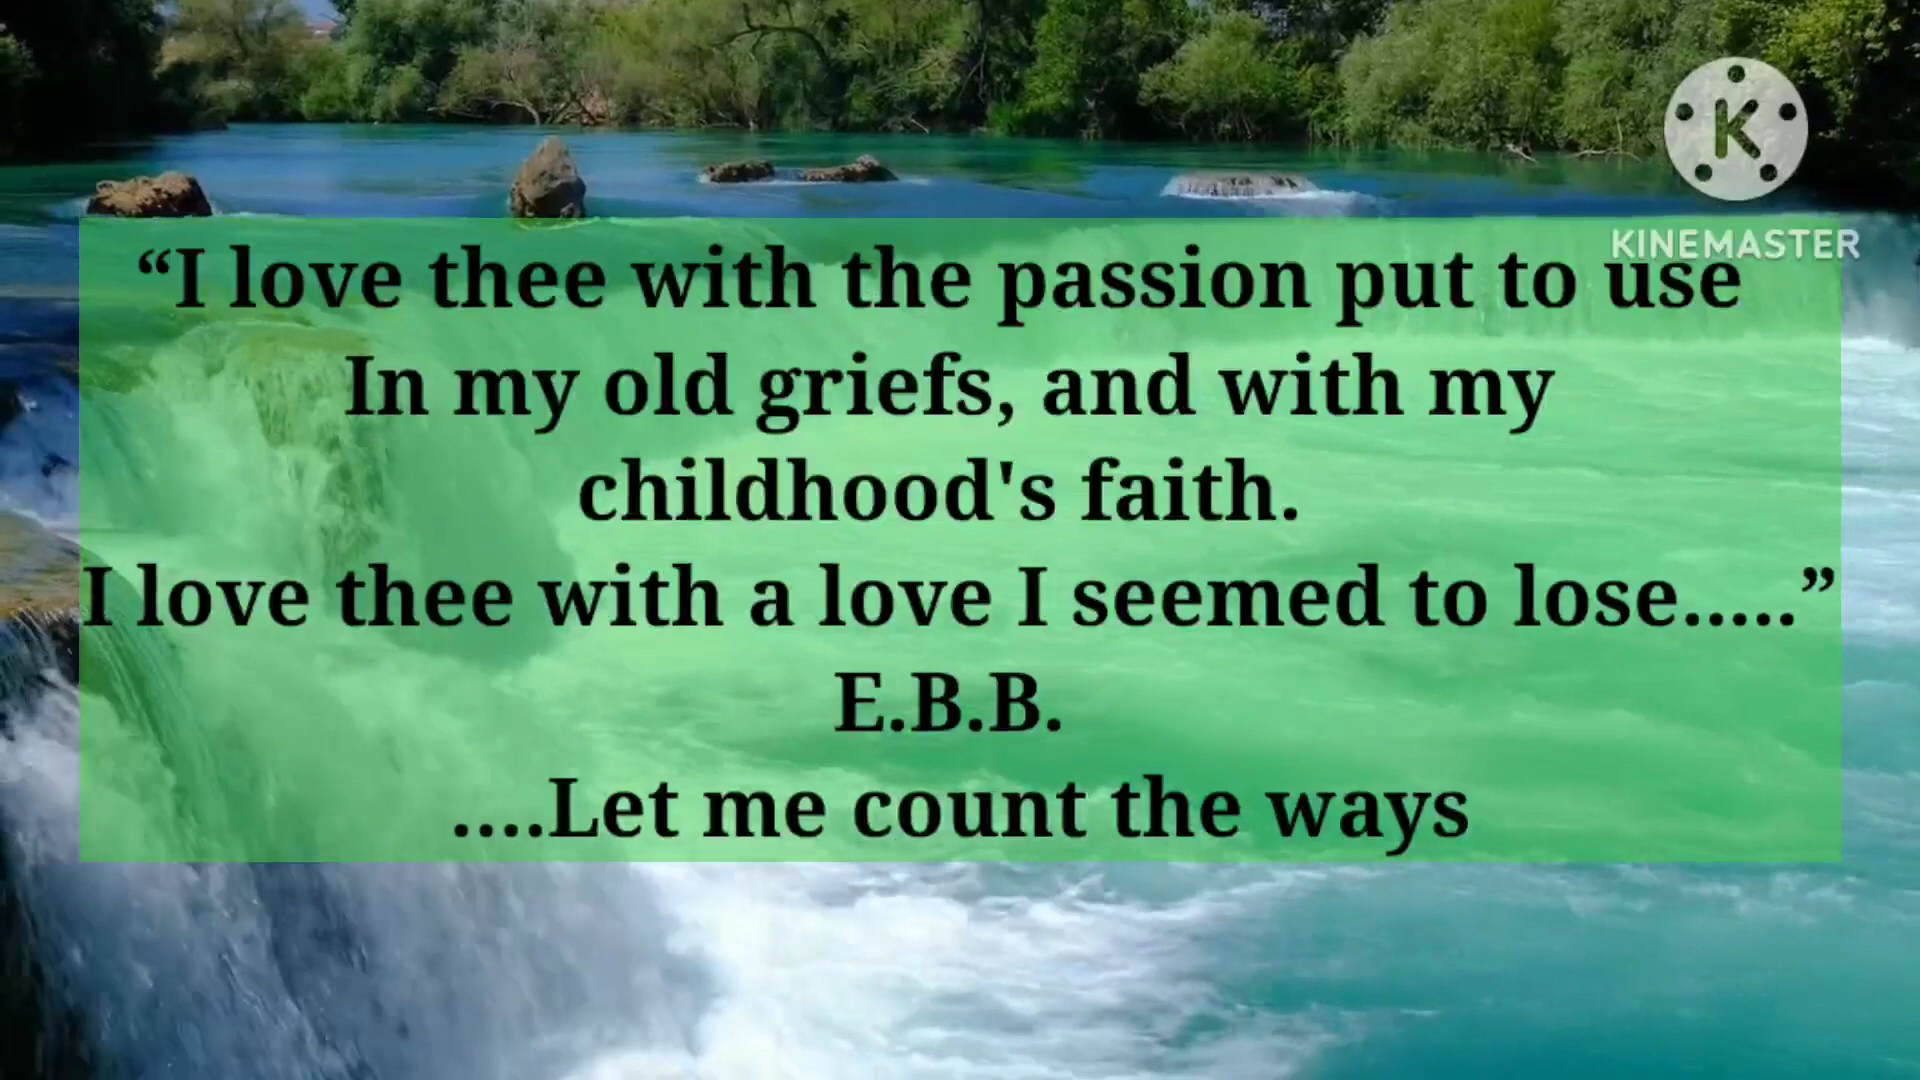 K
KINEMASTER
“I love thee with the passion put to use
In my old griefs, and with my
childhood's faith.
I love thee with a love I seemed to lose.....”
E.B.B.
....Let me count the ways